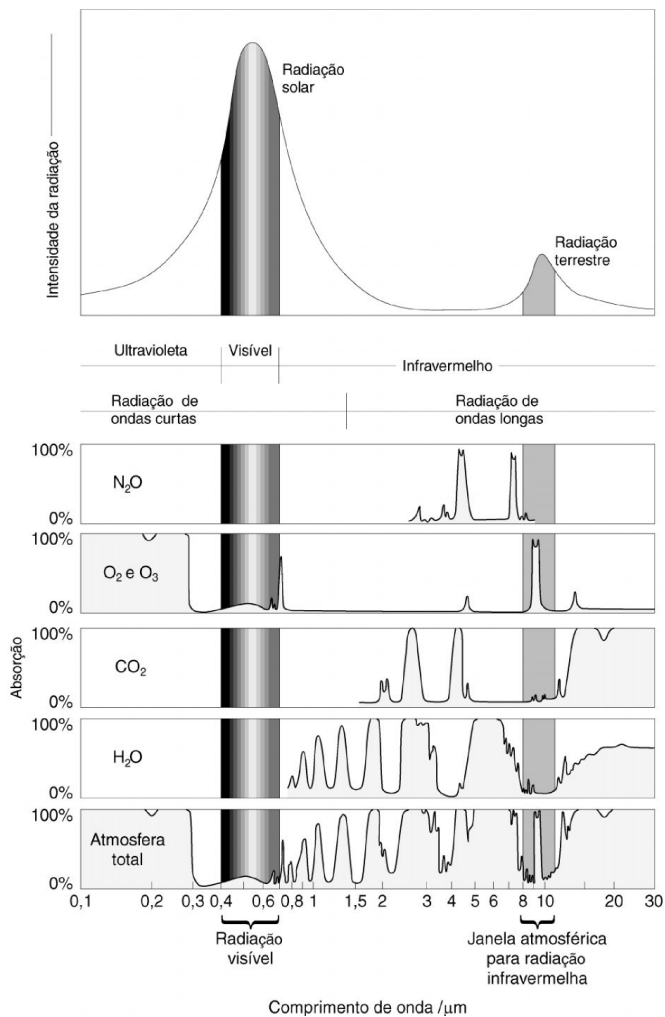 Intensidade da radiação
Radiação
solar
Radiação
terrestre
Ultravioleta
Visível
Infravermelho
Radiação de
ondas curtas
Radiação de
ondas longas
Absorção
100%
N₂O
0%
100%
O₂ e O₃
0%
100%
CO₂
0%
100%
H₂O
0%
100%
Atmosfera
total
0%
0,1 0,2 0,3 0,4 0,6 0,8 1 1,5 2 3 4 5 6 8 10 20 30
Radiação
visível
Janela atmosférica
para radiação
infravermelha
Comprimento de onda /μm